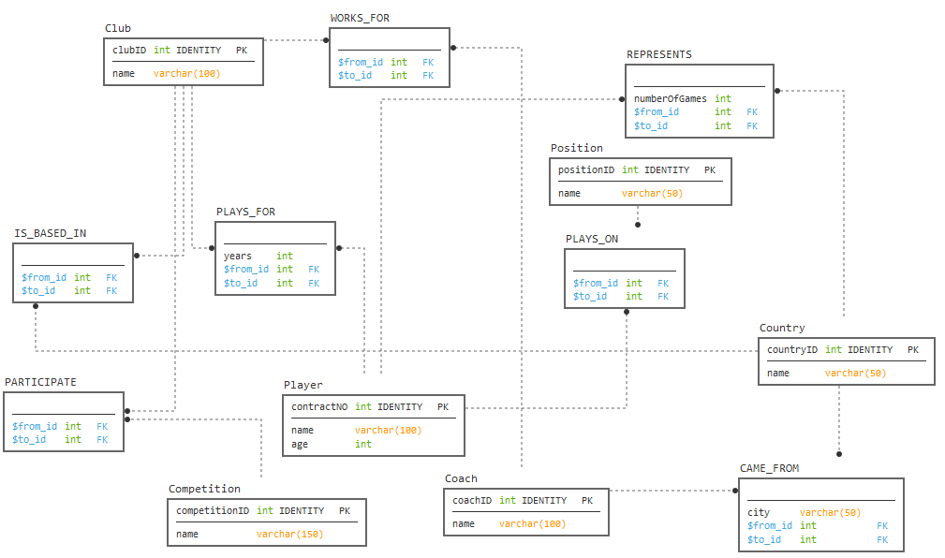 Club
clubID int IDENTITY PK
name varchar(100)
WORKS_FOR
$from_id int FK
$to_id int FK
REPRESENTS
numberOfGames int
$from_id int FK
$to_id int FK
Position
positionID int IDENTITY PK
name varchar(50)
PLAYS_FOR
years int
$from_id int FK
$to_id int FK
IS_BASED_IN
$from_id int FK
$to_id int FK
PLAYS_ON
$from_id int FK
$to_id int FK
Country
countryID int IDENTITY PK
name varchar(50)
PARTICIPATE
$from_id int FK
$to_id int FK
Player
contractNO int IDENTITY PK
name varchar(100)
age int
Competition
competitionID int IDENTITY PK
name varchar(150)
Coach
coachID int IDENTITY PK
name varchar(100)
CAME_FROM
city varchar(50)
$from_id int FK
$to_id int FK